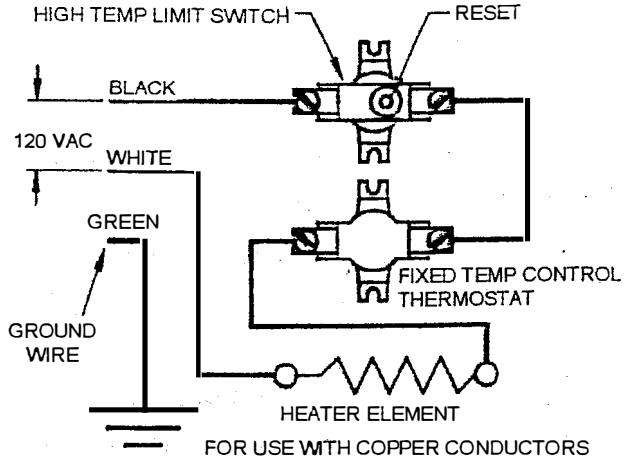 HIGH TEMP LIMIT SWITCH
RESET
BLACK
120 VAC
WHITE
GREEN
FIXED TEMP CONTROL
THERMOSTAT
GROUND
WIRE
HEATER ELEMENT
FOR USE WITH COPPER CONDUCTORS